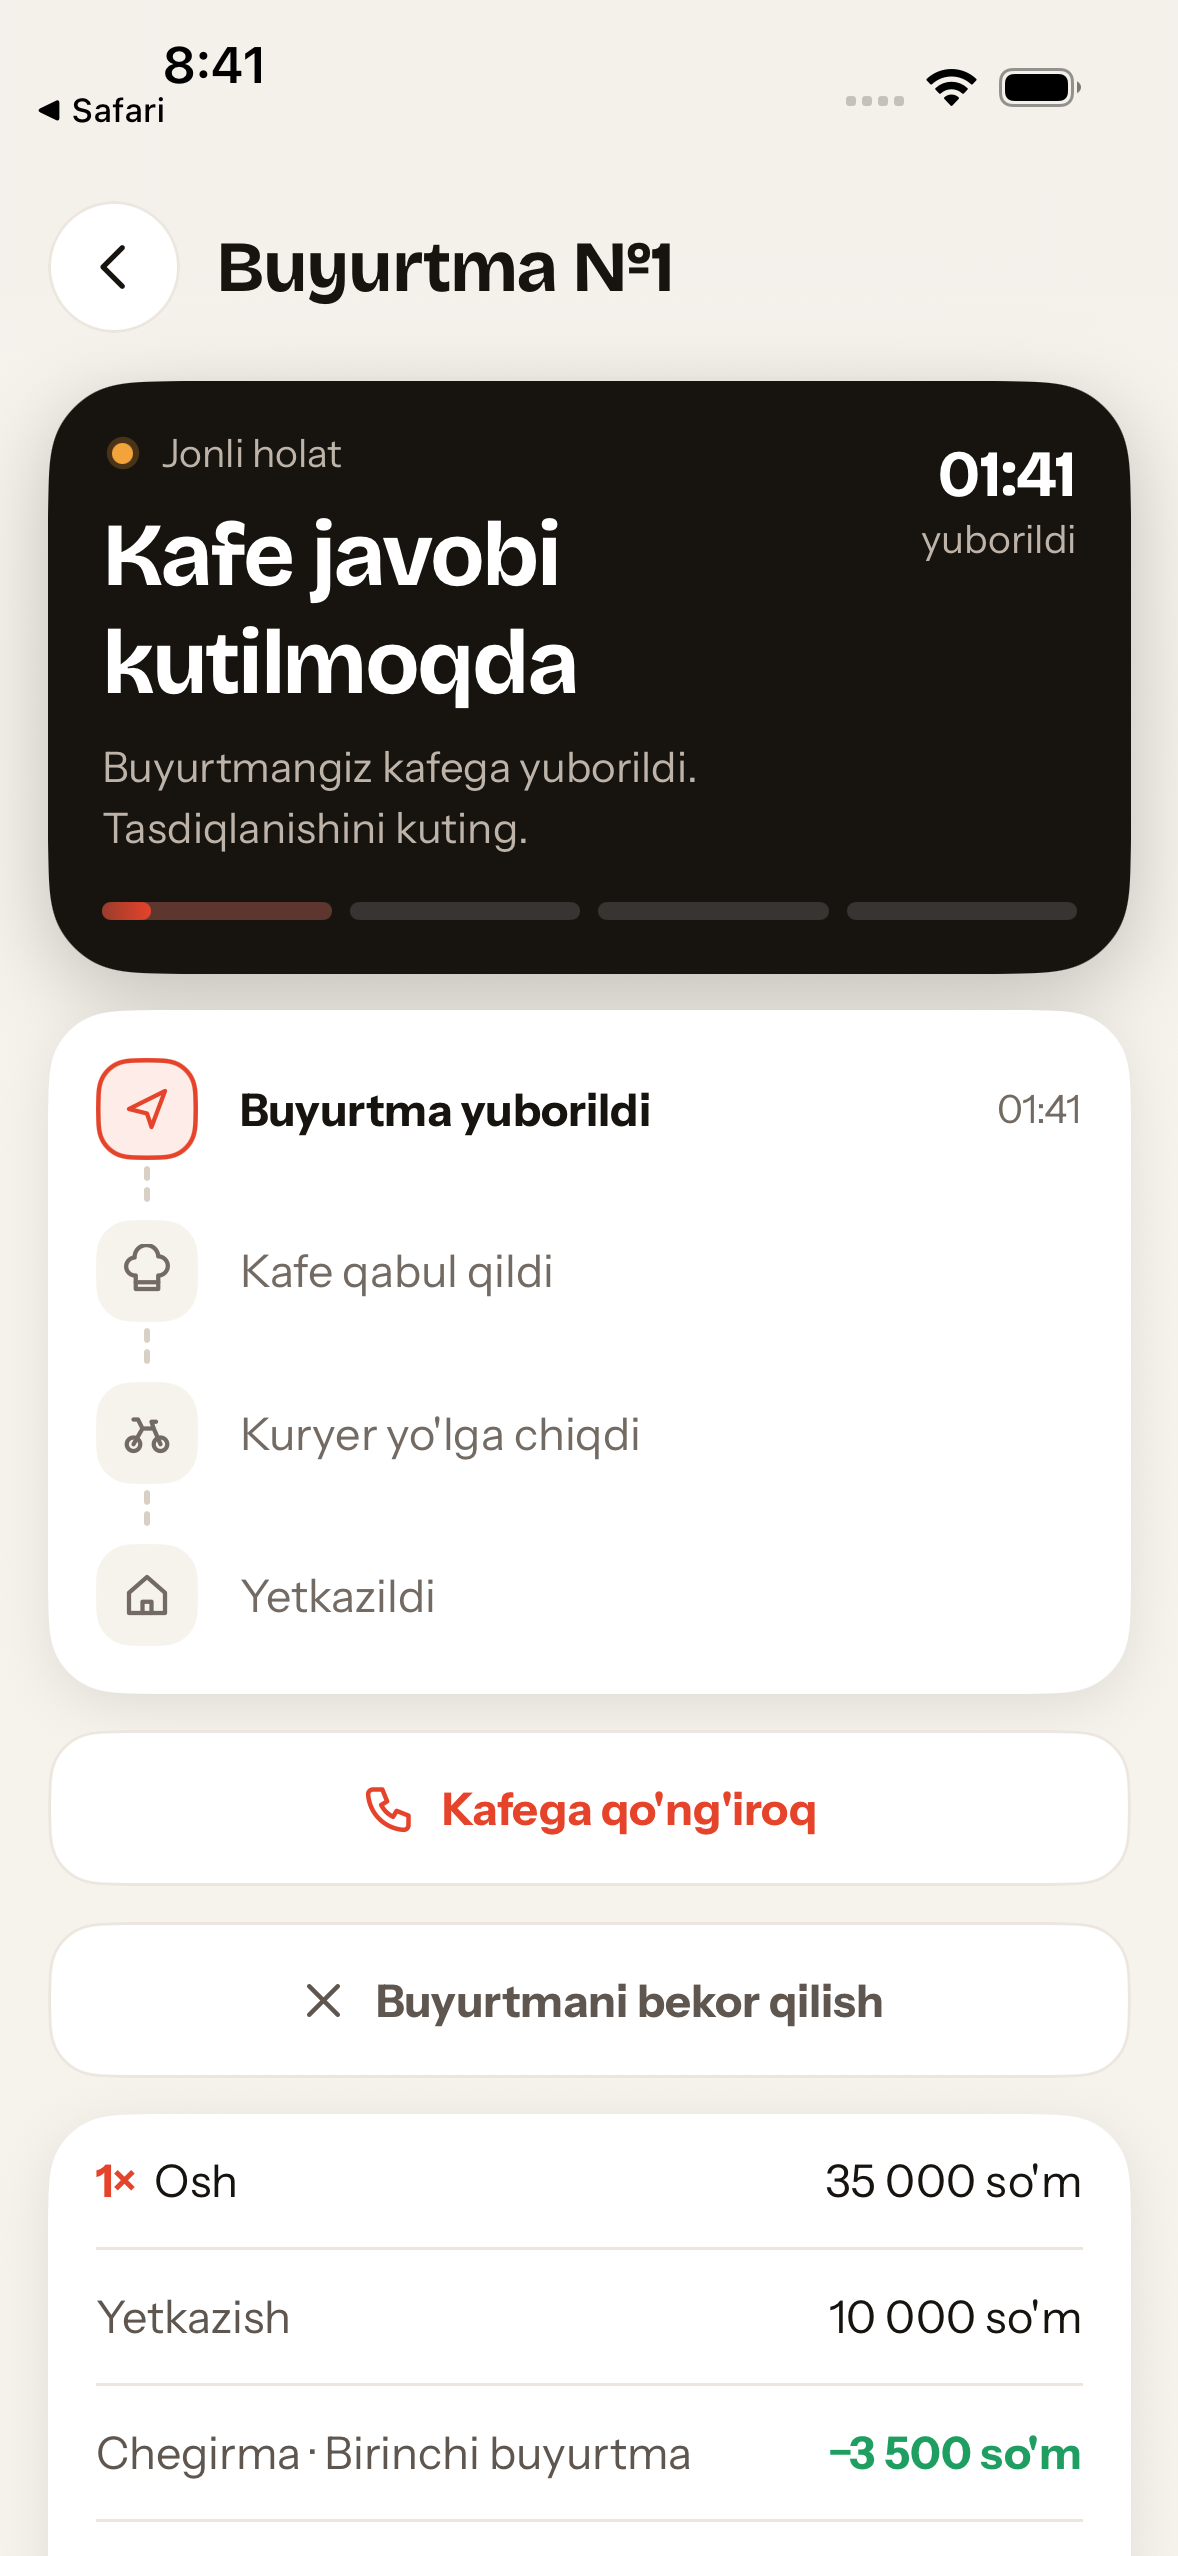 8:41
Safari
Buyurtma №1
Jonli holat
01:41
yuborildi
Kafe javobi
kutilmoqda
Buyurtmangiz kafega yuborildi.
Tasdiqlanishini kuting.
Buyurtma yuborildi 01:41
Kafe qabul qildi
Kuryer yo'lga chiqdi
Yetkazildi
Kafega qo'ng'iroq
Buyurtmani bekor qilish
1× Osh 35 000 so'm
Yetkazish 10 000 so'm
Chegirma · Birinchi buyurtma −3 500 so'm